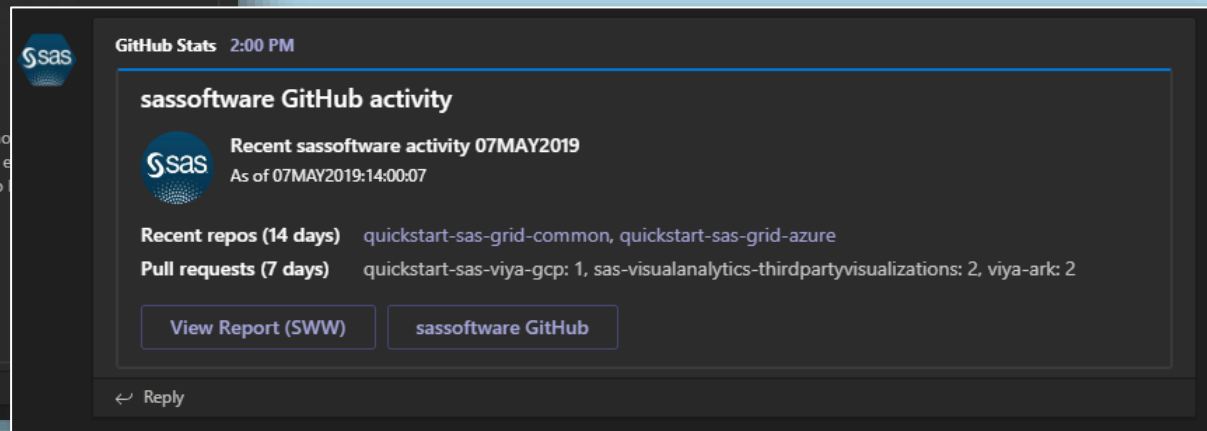 sas
GitHub Stats 2:00 PM
sassoftware GitHub activity
sas
Recent sassoftware activity 07MAY2019
As of 07MAY2019:14:00:07
Recent repos (14 days) quickstart-sas-grid-common, quickstart-sas-grid-azure
Pull requests (7 days) quickstart-sas-viya-gcp: 1, sas-visualanalytics-thirdpartyvisualizations: 2, viya-ark: 2
View Report (SWW) sassoftware GitHub
Reply